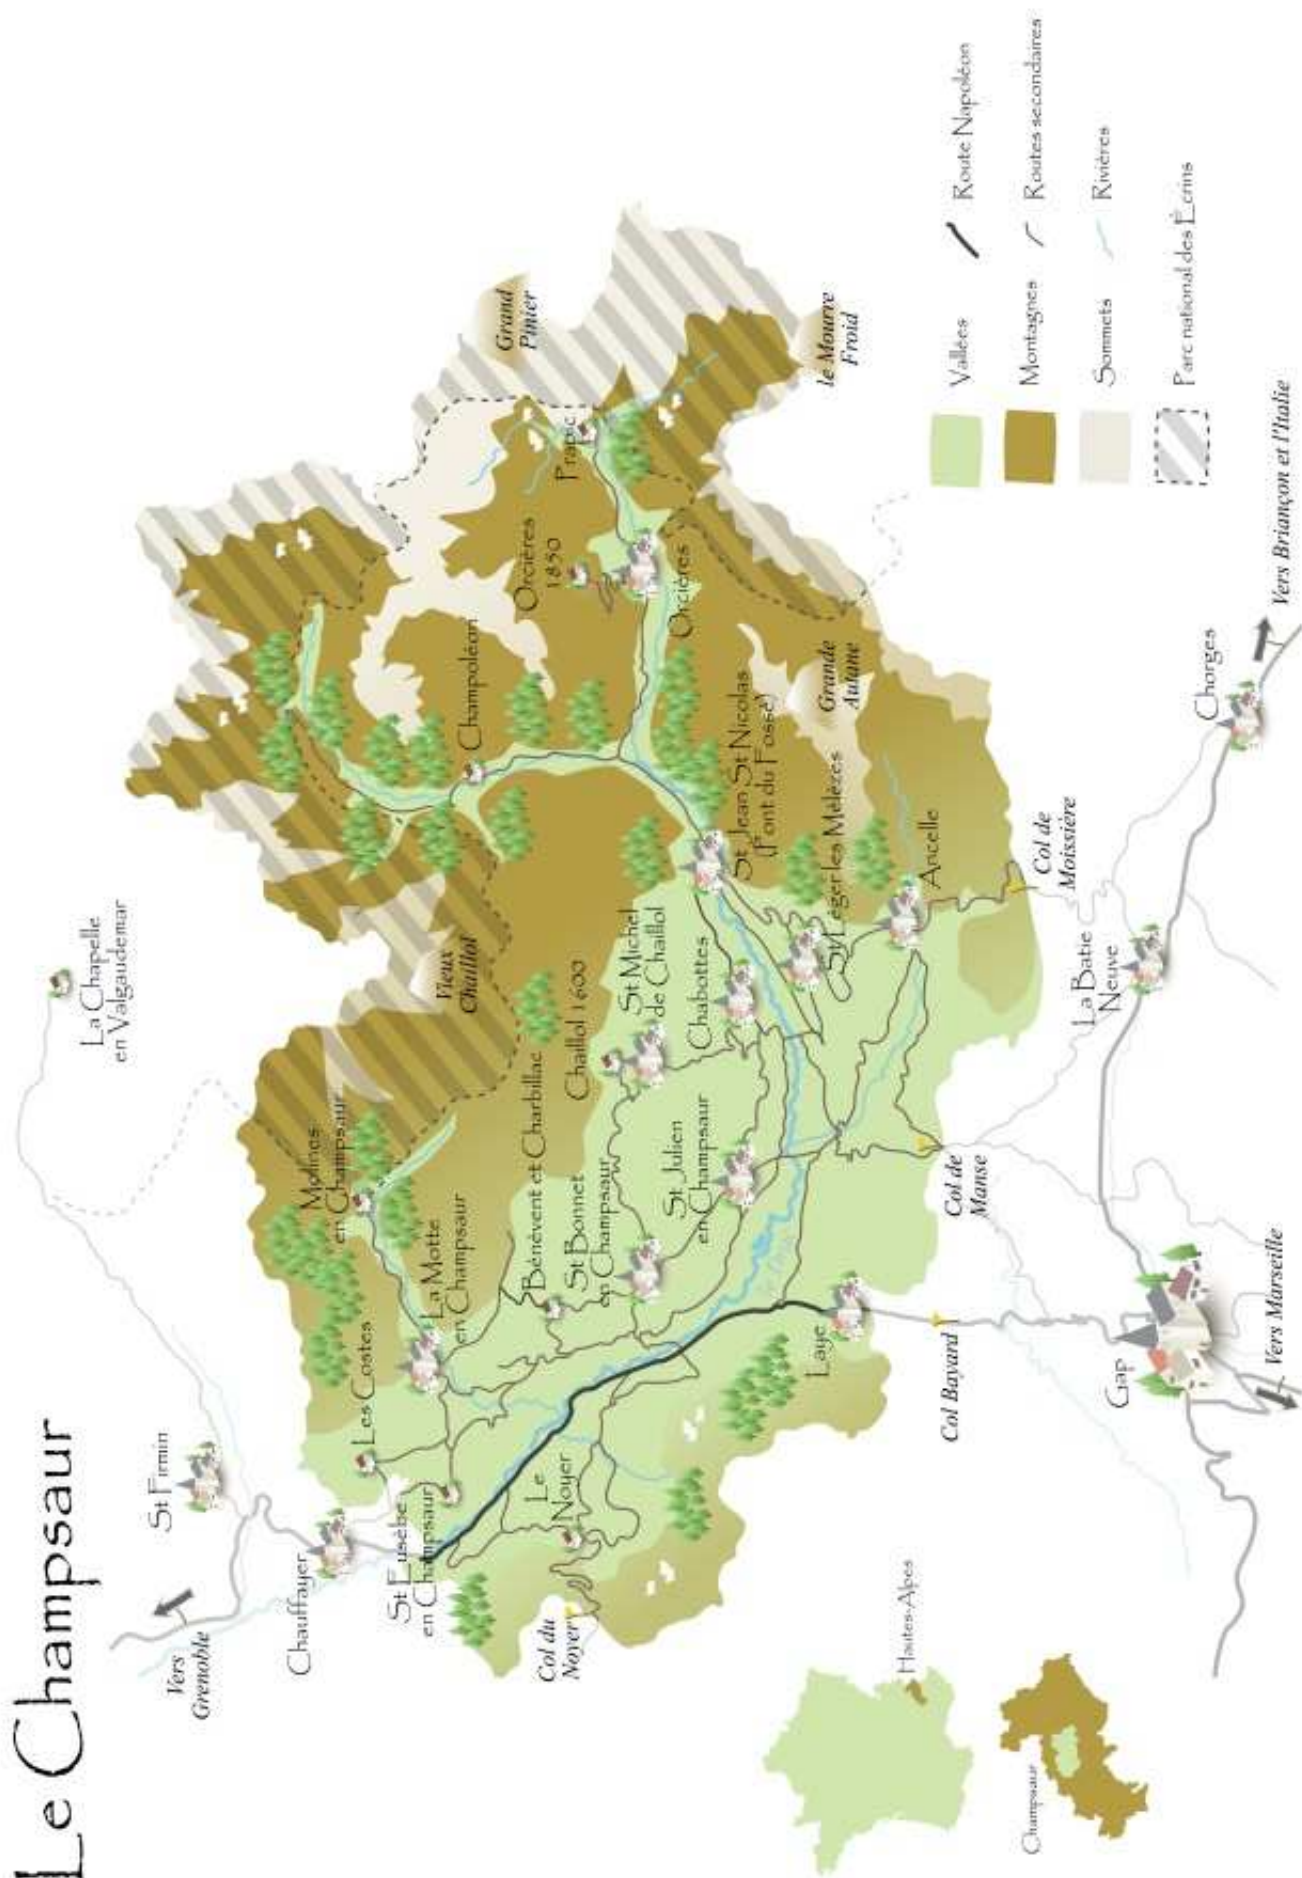 Le Champsaur
La Chapelle
en Valgaudemar
St Firmin
Vers
Grenoble
Chauffayer
Les Costes
St Eusèbe
en Champsaur
Molines
en Champsaur
La Motte
en Champsaur
Vieux
Chaillol
Champoléon
Grand
Pinier
Prapic
Orcières
1850
Orcières
le Mourre
Froid
Bénévent et Charbillac
Chaillol 1600
St Bonnet
en Champsaur
St Michel
de Chaillol
Chabottes
St Julien
en Champsaur
St Jean St Nicolas
(Pont du Fossé)
Grande
Autane
St Léger les Mélèzes
Ancelle
Le
Noyer
Col du
Noyer
Laye
Col Bayard
Col de
Manse
Col de
Moissière
La Batie
Neuve
Chorges
Gap
Vers Marseille
Vers Briançon et l'Italie
Hautes-Alpes
Champsaur
Vallées
Montagnes
Sommets
Parc national des Écrins
Route Napoléon
Routes secondaires
Rivières